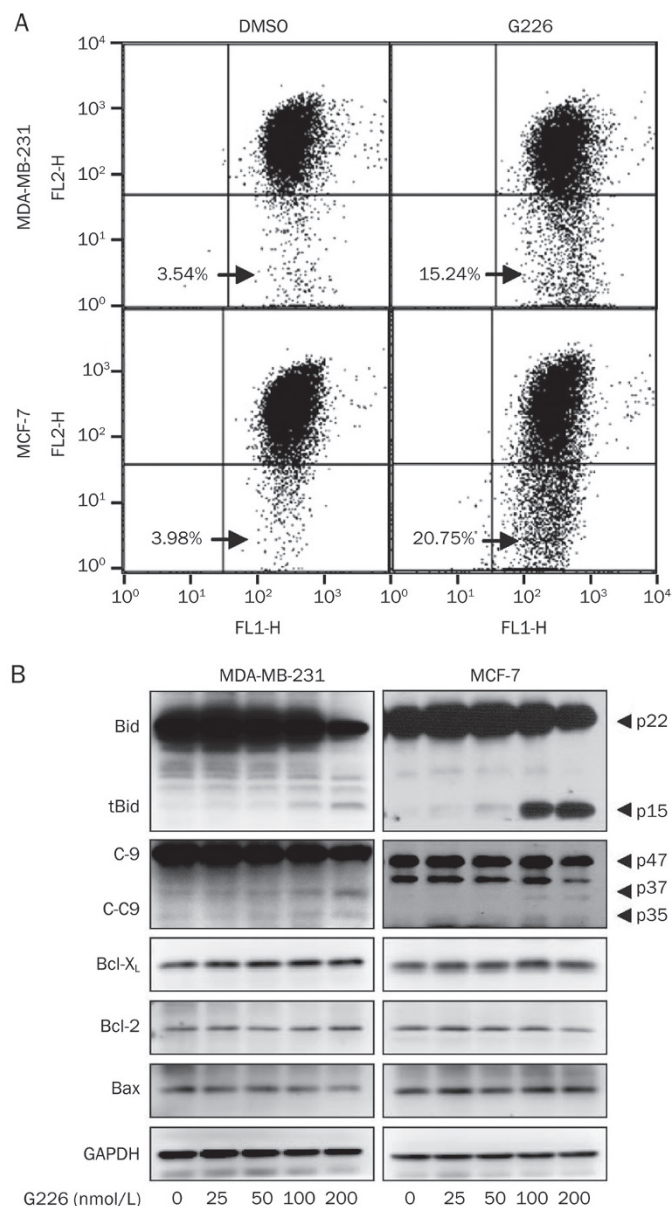 A
DMSO G226
MDA-MB-231
FL2-H
10⁴
10³
10²
10¹
10⁰
3.54%
15.24%
MCF-7
FL2-H
10³
10²
10¹
10⁰
3.98%
20.75%
10⁰ 10¹ 10² 10³ 10⁰ 10¹ 10² 10³ 10⁴
FL1-H FL1-H
B
MDA-MB-231 MCF-7
Bid p22
tBid p15
C-9 p47
p37
C-C9 p35
Bcl-X_L
Bcl-2
Bax
GAPDH
G226 (nmol/L) 0 25 50 100 200 0 25 50 100 200